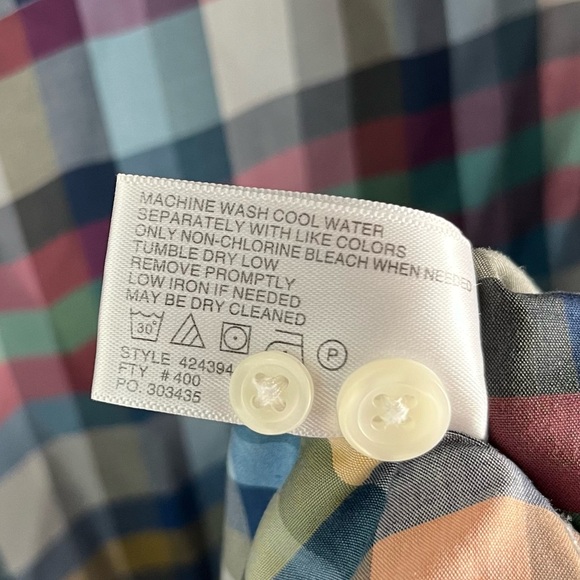 MACHINE WASH COOL WATER
SEPARATELY WITH LIKE COLORS
ONLY NON-CHLORINE BLEACH WHEN NEEDED
TUMBLE DRY LOW
REMOVE PROMPTLY
LOW IRON IF NEEDED
MAY BE DRY CLEANED
30° P
STYLE 424394
FTY # 400
PO. 303435